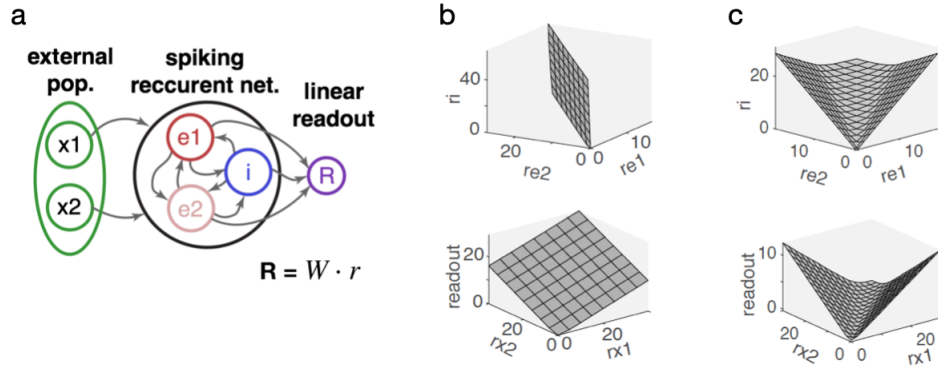 a
external
pop.
x1
x2
spiking
reccurent net.
e1
i
e2
linear
readout
R
R = W · r
b
ri
40
0
20
re2
0 0
10
re1
readout
20
0
20
rx2
0 0
20
rx1
c
ri
20
0
10
re2
0 0
10
re1
readout
10
0
20
rx2
0 0
20
rx1